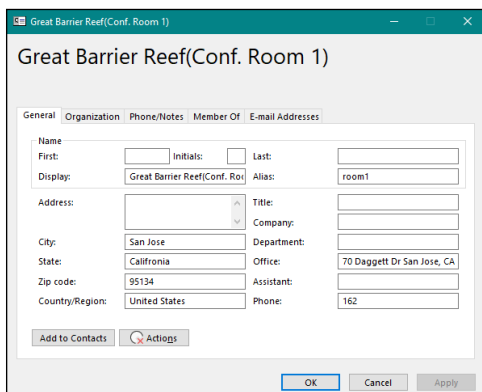 Great Barrier Reef(Conf. Room 1)
Great Barrier Reef(Conf. Room 1)
General Organization Phone/Notes Member Of E-mail Addresses
Name
First: Initials: Last:
Display: Great Barrier Reef(Conf. Roo Alias: room1
Address: Title:
Company:
City: San Jose Department:
State: Califronia Office: 70 Daggett Dr San Jose, CA
Zip code: 95134 Assistant:
Country/Region: United States Phone: 162
Add to Contacts Actions
OK Cancel Apply